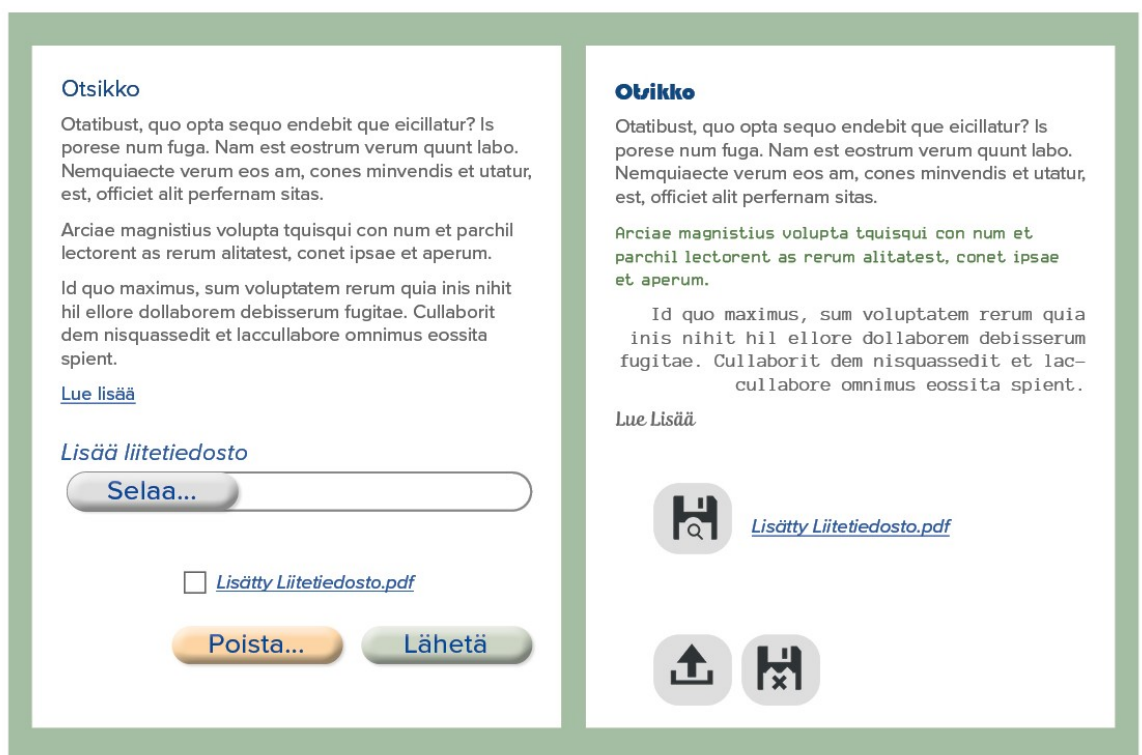 Otsikko
Otatibust, quo opta sequo endebit que eicillatur? Is
porese num fuga. Nam est eostrum verum quunt labo.
Nemquiaecte verum eos am, cones minvendis et utatur,
est, officiet alit perfernam sitas.
Arciae magnistius volupta tquisqui con num et parchil
lectorent as rerum alitatest, conet ipsae et aperum.
Id quo maximus, sum voluptatem rerum quia inis nihit
hil ellore dollaborem debisserum fugitae. Cullaborit
dem nisquassedit et laccullabore omnimus eossita
spient.
Lue lisää
Lisää liitetiedosto
Selaa...
Lisätty Liitetiedosto.pdf
Poista...
Lähetä
Otsikko
Otatibust, quo opta sequo endebit que eicillatur? Is
porese num fuga. Nam est eostrum verum quunt labo.
Nemquiaecte verum eos am, cones minvendis et utatur,
est, officiet alit perfernam sitas.
Arciae magnistius volupta tquisqui con num et
parchil lectorent as rerum alitatest, conet ipsae
et aperum.
Id quo maximus, sum voluptatem rerum quia
inis nihit hil ellore dollaborem debisserum
fugitae. Cullaborit dem nisquassedit et lac-
cullabore omnimus eossita spient.
Lue Lisää
Lisätty Liitetiedosto.pdf